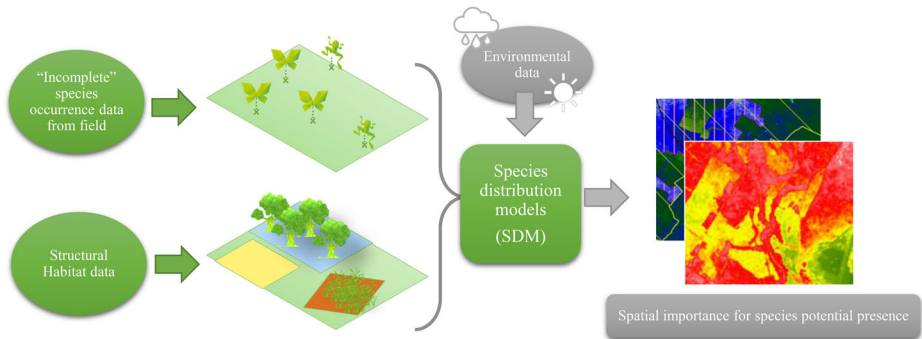 “Incomplete”
species
occurrence data
from field
Structural
Habitat data
Environmental
data
Species
distribution
models
(SDM)
Spatial importance for species potential presence